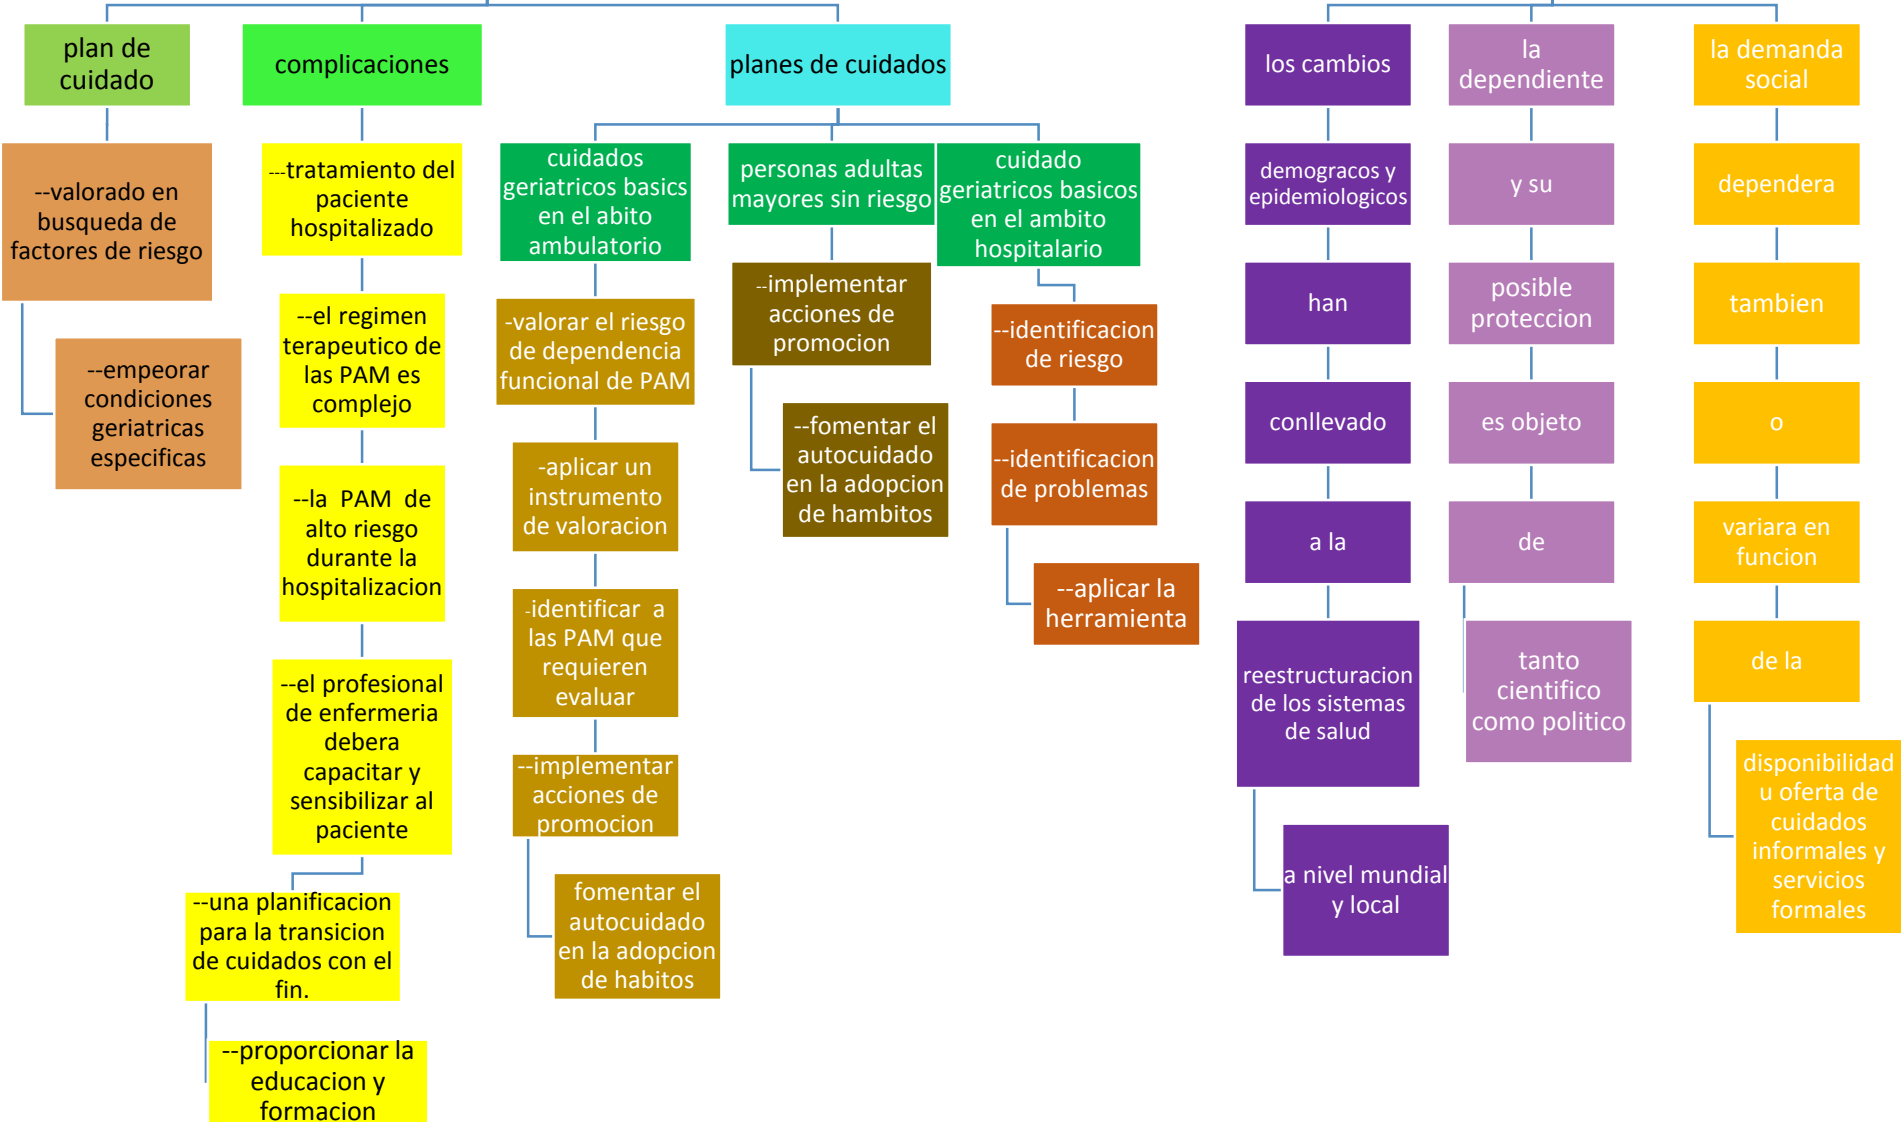 plan de
cuidado
--valorado en
busqueda de
factores de riesgo
--empeorar
condiciones
geriatricas
especificas
complicaciones
---tratamiento del
paciente
hospitalizado
--el regimen
terapeutico de
las PAM es
complejo
--la PAM de
alto riesgo
durante la
hospitalizacion
--el profesional
de enfermeria
debera
capacitar y
sensibilizar al
paciente
--una planificacion
para la transicion
de cuidados con el
fin.
--proporcionar la
educacion y
formacion
planes de cuidados
cuidados
geriatricos basics
en el abito
ambulatorio
-valorar el riesgo
de dependencia
funcional de PAM
-aplicar un
instrumento
de valoracion
-identificar a
las PAM que
requieren
evaluar
--implementar
acciones de
promocion
fomentar el
autocuidado
en la adopcion
de habitos
personas adultas
mayores sin riesgo
--implementar
acciones de
promocion
--fomentar el
autocuidado
en la adopcion
de hambitos
cuidado
geriatricos basicos
en el ambito
hospitalario
--identificacion
de riesgo
--identificacion
de problemas
--aplicar la
herramienta
los cambios
demogracos y
epidemiologicos
han
conllevado
a la
reestructuracion
de los sistemas
de salud
a nivel mundial
y local
la
dependiente
y su
posible
proteccion
es objeto
de
tanto
cientifico
como politico
la demanda
social
dependera
tambien
o
variara en
funcion
de la
disponibilidad
u oferta de
cuidados
informales y
servicios
formales